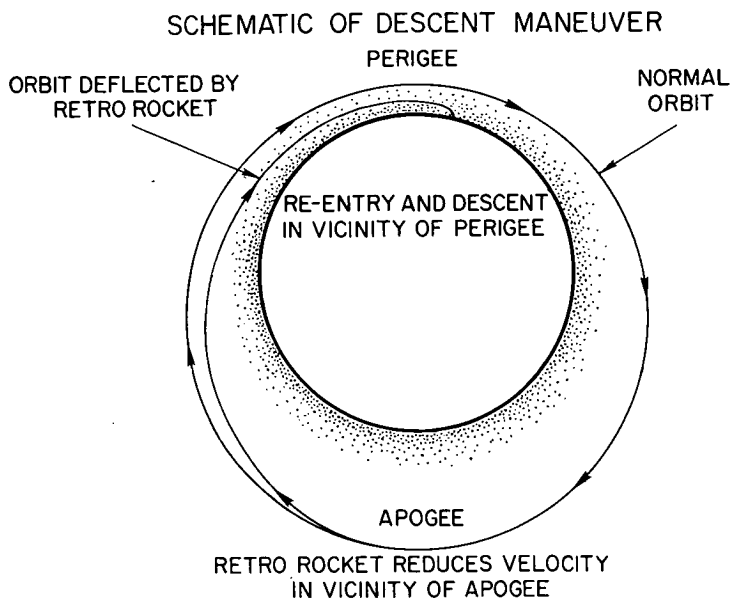 SCHEMATIC OF DESCENT MANEUVER
PERIGEE
ORBIT DEFLECTED BY
RETRO ROCKET
NORMAL
ORBIT
RE-ENTRY AND DESCENT
IN VICINITY OF PERIGEE
APOGEE
RETRO ROCKET REDUCES VELOCITY
IN VICINITY OF APOGEE